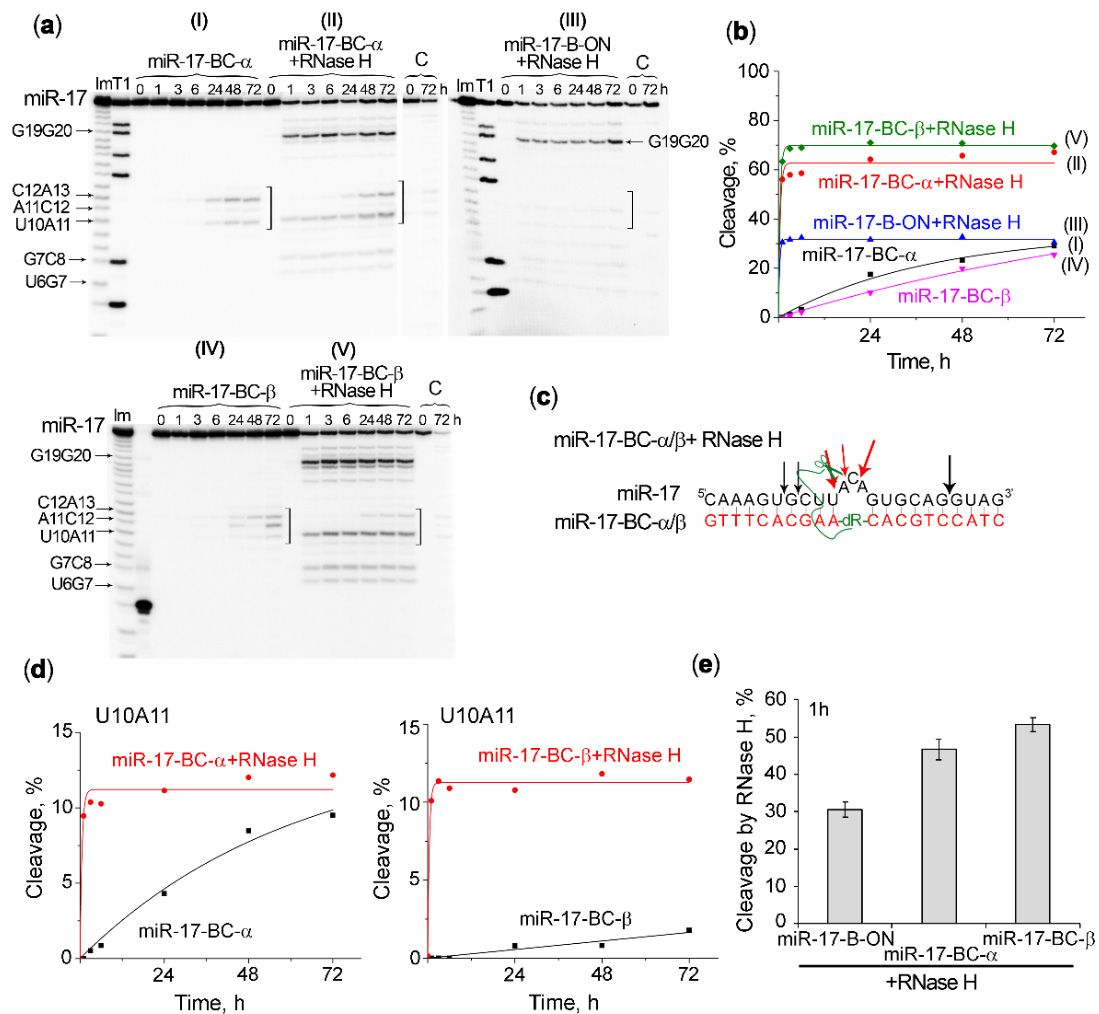 (a)
(I)
miR-17-BC-α
(II)
miR-17-BC-α
+RNase H
C
Im T1 0 1 3 6 24 48 72 0 1 3 6 24 48 72 0 72 h
miR-17
G19G20
C12A13
A11C12
U10A11
G7C8
U6G7
(III)
miR-17-B-ON
+RNase H
C
Im T1 0 1 3 6 24 48 72 0 72 h
G19G20
(IV)
miR-17-BC-β
(V)
miR-17-BC-β
+RNase H
C
Im 0 1 3 6 24 48 72 0 1 3 6 24 48 72 0 72 h
miR-17
G19G20
C12A13
A11C12
U10A11
G7C8
U6G7
(b)
Cleavage, %
100
80
60
40
20
0
miR-17-BC-β+RNase H (V)
(II)
miR-17-BC-α+RNase H
miR-17-B-ON+RNase H (III)
miR-17-BC-α (I)
miR-17-BC-β (IV)
24 48 72
Time, h
(c)
miR-17-BC-α/β+ RNase H
miR-17 5' CAAAGUGCUUACAGUGCAGGUAG 3'
miR-17-BC-α/β GTTTCACGAA-dR-CACGTCCATC
(d)
U10A11
Cleavage, %
15
10
5
0
miR-17-BC-α+RNase H
miR-17-BC-α
0 24 48 72
Time, h
U10A11
Cleavage, %
15
10
5
0
miR-17-BC-β+RNase H
miR-17-BC-β
0 24 48 72
Time, h
(e)
1h
Cleavage by RNase H, %
60
50
40
30
20
10
0
miR-17-B-ON
miR-17-BC-α
miR-17-BC-β
+RNase H